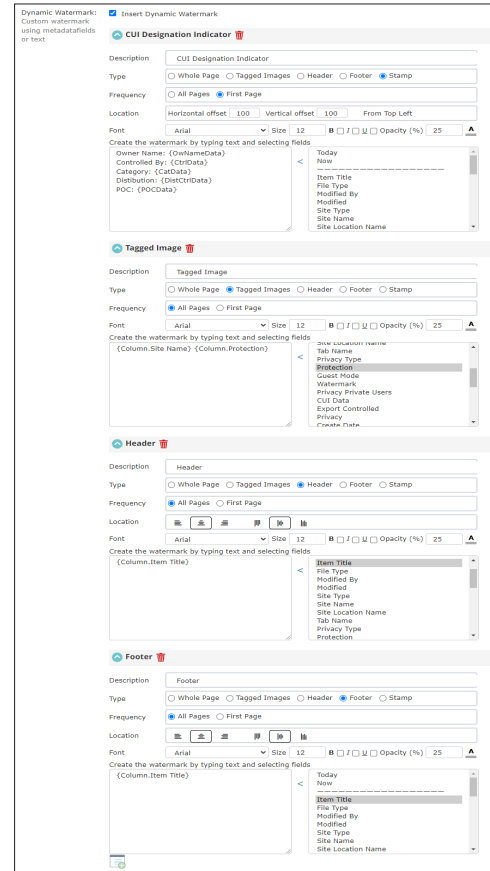 Dynamic Watermark:
Custom watermark
using metadatafields
or text
Insert Dynamic Watermark
CUI Designation Indicator
Description CUI Designation Indicator
Type Whole Page Tagged Images Header Footer Stamp
Frequency All Pages First Page
Location Horizontal offset 100 Vertical offset 100 From Top Left
Font Arial Size 12 B I U Opacity (%) 25 A
Create the watermark by typing text and selecting fields
Owner Name: {OwNameData}
Controlled By: {CtrlData}
Category: {CatData}
Distibution: {DistCtrlData}
POC: {POCData}
<
Today
Now
--------------------
Item Title
File Type
Modified By
Modified
Site Type
Site Name
Site Location Name
Tagged Image
Description Tagged Image
Type Whole Page Tagged Images Header Footer Stamp
Frequency All Pages First Page
Font Arial Size 12 B I U Opacity (%) 25 A
Create the watermark by typing text and selecting fields
{Column.Site Name} {Column.Protection}
<
Site Location Name
Tab Name
Privacy Type
Protection
Guest Mode
Watermark
Privacy Private Users
CUI Data
Export Controlled
Privacy
Create Date
Header
Description Header
Type Whole Page Tagged Images Header Footer Stamp
Frequency All Pages First Page
Location
Font Arial Size 12 B I U Opacity (%) 25 A
Create the watermark by typing text and selecting fields
{Column.Item Title}
<
Item Title
File Type
Modified By
Modified
Site Type
Site Name
Site Location Name
Tab Name
Privacy Type
Protection
Footer
Description Footer
Type Whole Page Tagged Images Header Footer Stamp
Frequency All Pages First Page
Location
Font Arial Size 12 B I U Opacity (%) 25 A
Create the watermark by typing text and selecting fields
{Column.Item Title}
<
Today
Now
--------------------
Item Title
File Type
Modified By
Modified
Site Type
Site Name
Site Location Name